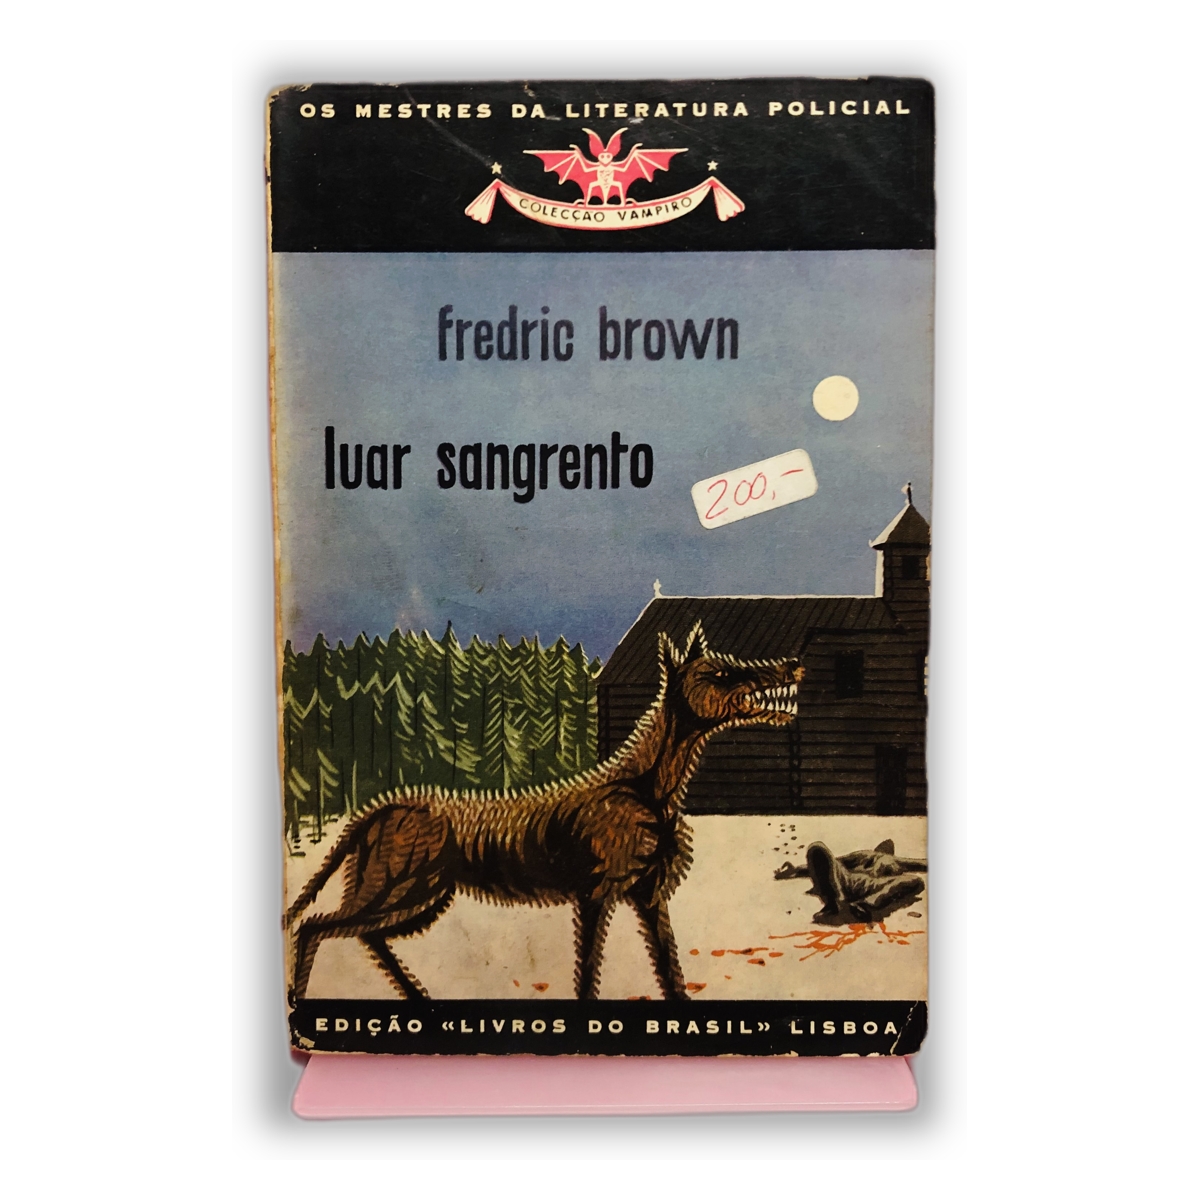 OS MESTRES DA LITERATURA POLICIAL
COLECÇÃO VAMPIRO
fredric brown
luar sangrento
200,-
EDIÇÃO «LIVROS DO BRASIL» LISBOA